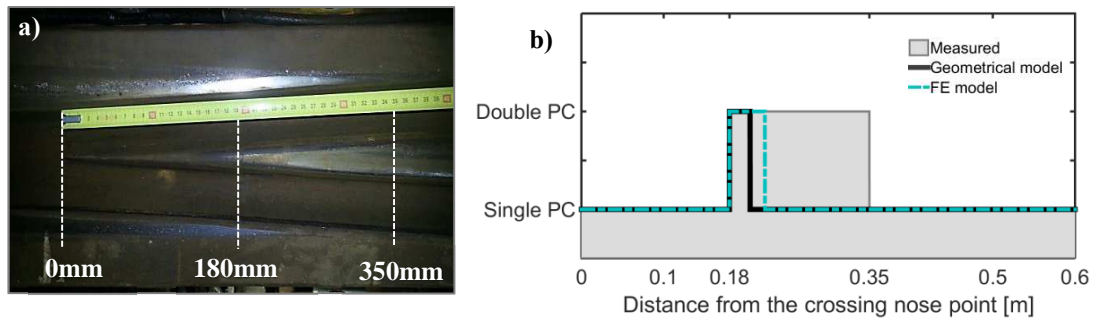 a)
0mm
180mm
350mm
b)
Measured
Geometrical model
FE model
Double PC
Single PC
0
0.1
0.18
0.35
0.5
0.6
Distance from the crossing nose point [m]